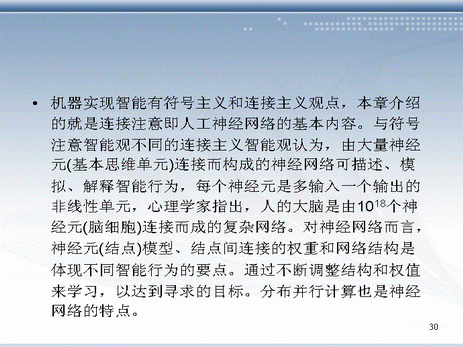 • 机器实现智能有符号主义和连接主义观点，本章介绍
的就是连接注意即人工神经网络的基本内容。与符号
注意智能观不同的连接主义智能观认为，由大量神经
元(基本思维单元)连接而构成的神经网络可描述、模
拟、解释智能行为，每个神经元是多输入一个输出的
非线性单元，心理学家指出，人的大脑是由10¹⁸个神
经元(脑细胞)连接而成的复杂网络。对神经网络而言，
神经元(结点)模型、结点间连接的权重和网络结构是
体现不同智能行为的要点。通过不断调整结构和权值
来学习，以达到寻求的目标。分布并行计算也是神经
网络的特点。
30